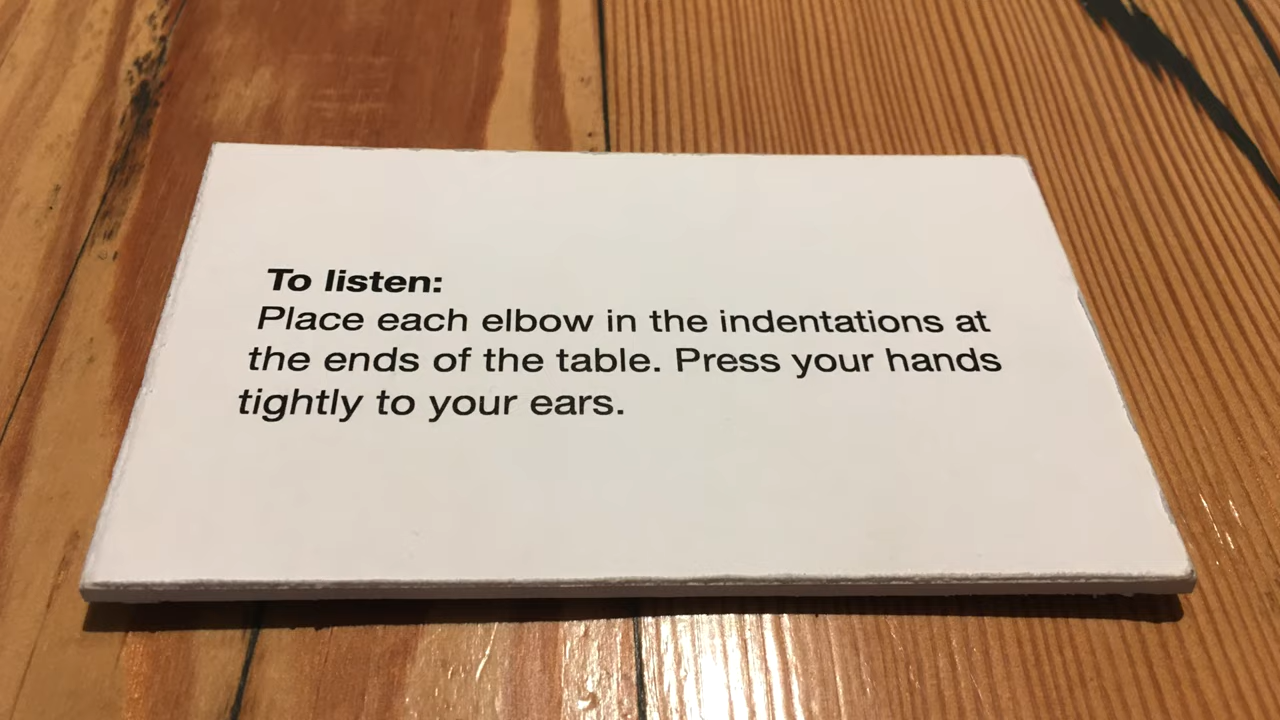 To listen:
Place each elbow in the indentations at
the ends of the table. Press your hands
tightly to your ears.